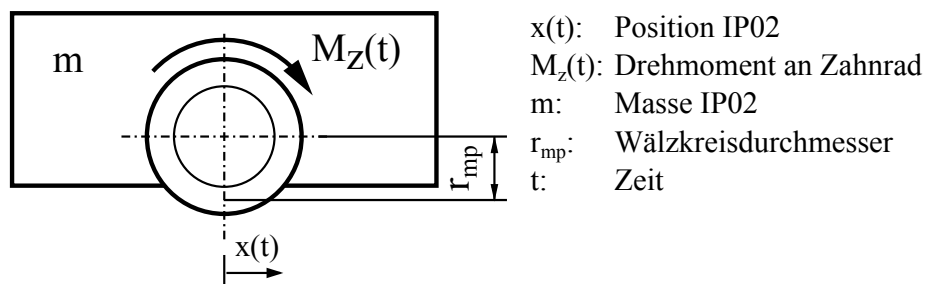 m
M_Z(t)
r_mp
x(t)
x(t): Position IP02
M_z(t): Drehmoment an Zahnrad
m: Masse IP02
r_mp: Wälzkreisdurchmesser
t: Zeit